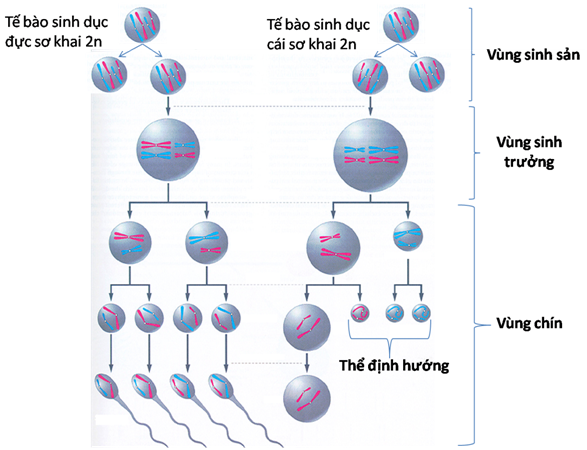 Tế bào sinh dục
đực sơ khai 2n
Tế bào sinh dục
cái sơ khai 2n
Vùng sinh sản
Vùng sinh
trưởng
Vùng chín
Thể định hướng